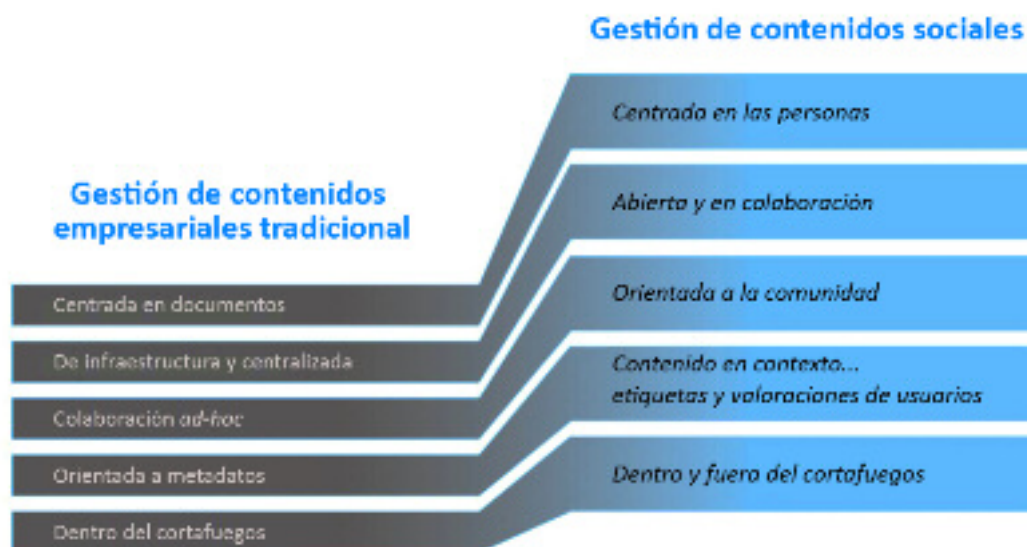 Gestión de contenidos sociales
Centrada en las personas
Abierta y en colaboración
Orientada a la comunidad
Contenido en contexto...
etiquetas y valoraciones de usuarios
Dentro y fuera del cortafuegos
Gestión de contenidos
empresariales tradicional
Centrada en documentos
De infraestructura y centralizada
Colaboración ad-hoc
Orientada a metadatos
Dentro del cortafuegos